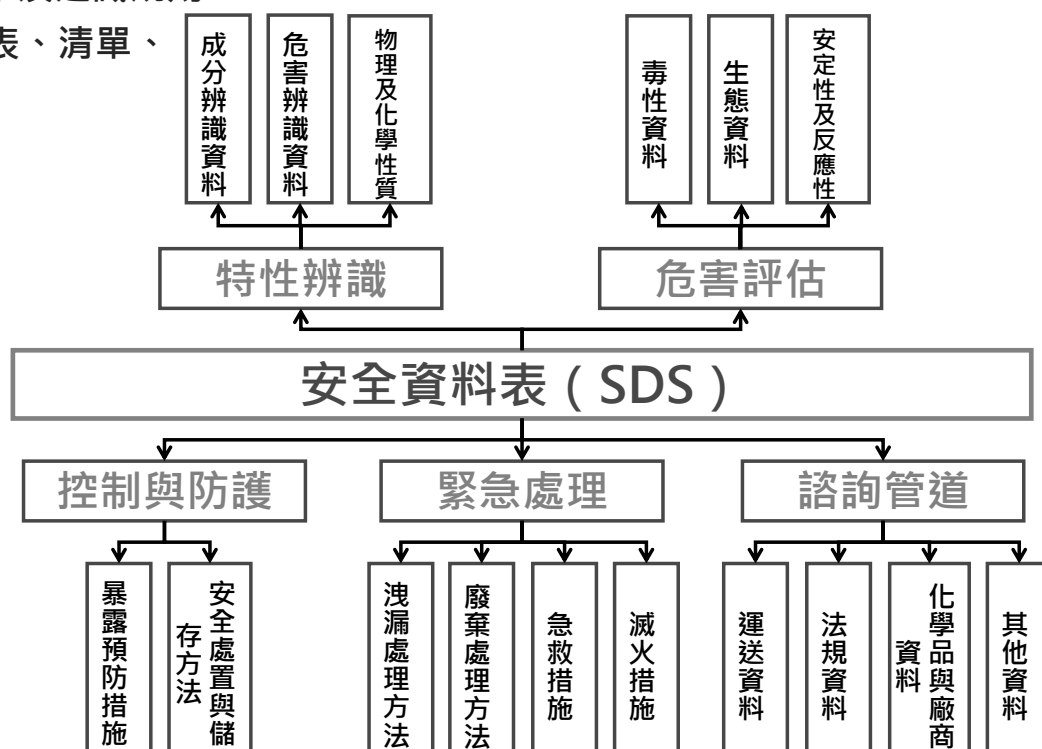 表、清單、
成分辨識資料
危害辨識資料
物理及化學性質
毒性資料
生態資料
安定性及反應性
特性辨識
危害評估
安全資料表（SDS）
控制與防護
緊急處理
諮詢管道
暴露預防措施
安全處置與儲
存方法
洩漏處理方法
廢棄處理方法
急救措施
滅火措施
運送資料
法規資料
化學品與廠商
資料
其他資料